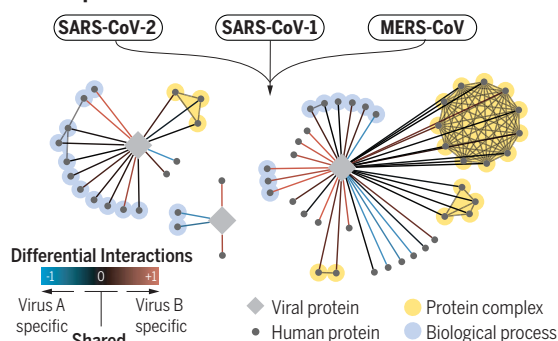 SARS-CoV-2 SARS-CoV-1 MERS-CoV
Differential Interactions
-1 0 +1
Virus A Virus B
specific specific
Shared
Viral protein Protein complex
Human protein Biological process